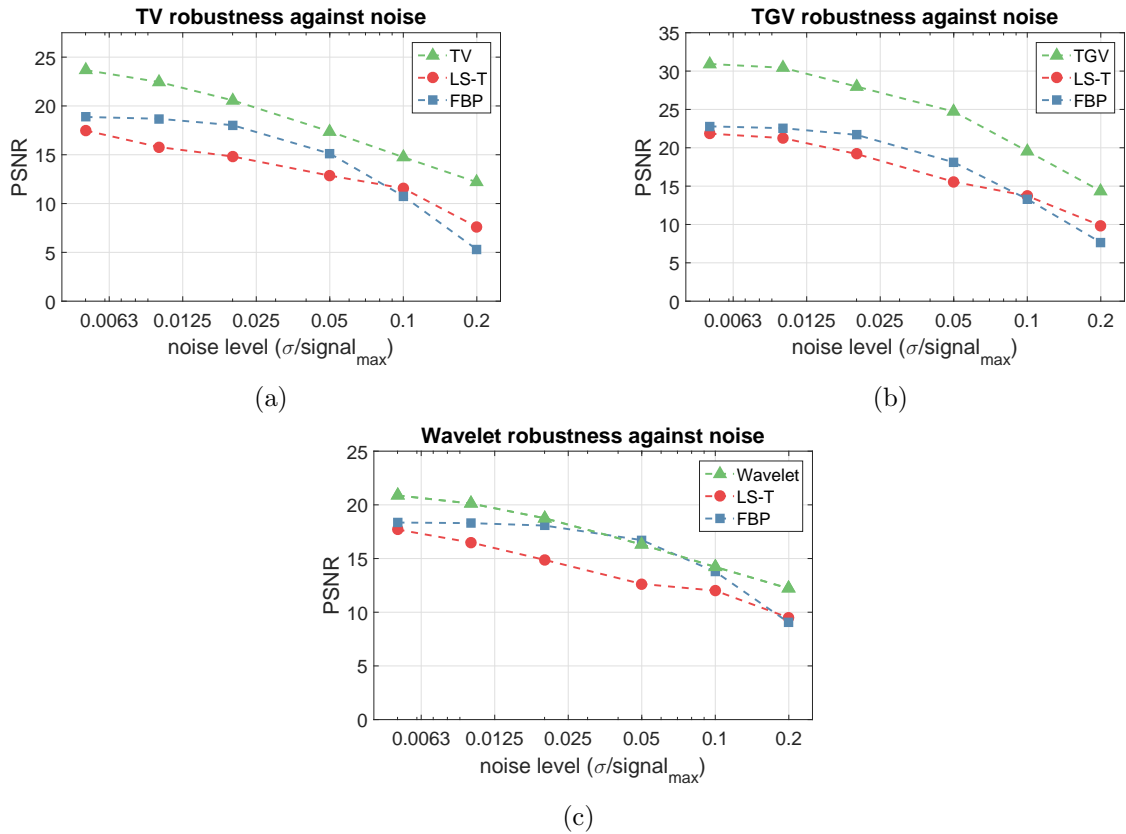 TV robustness against noise
25
20
15
10
5
0
PSNR
TV
LS-T
FBP
0.0063 0.0125 0.025 0.05 0.1 0.2
noise level (σ/signal_max)
(a)
TGV robustness against noise
35
30
25
20
15
10
5
0
PSNR
TGV
LS-T
FBP
0.0063 0.0125 0.025 0.05 0.1 0.2
noise level (σ/signal_max)
(b)
Wavelet robustness against noise
25
20
15
10
5
0
PSNR
Wavelet
LS-T
FBP
0.0063 0.0125 0.025 0.05 0.1 0.2
noise level (σ/signal_max)
(c)